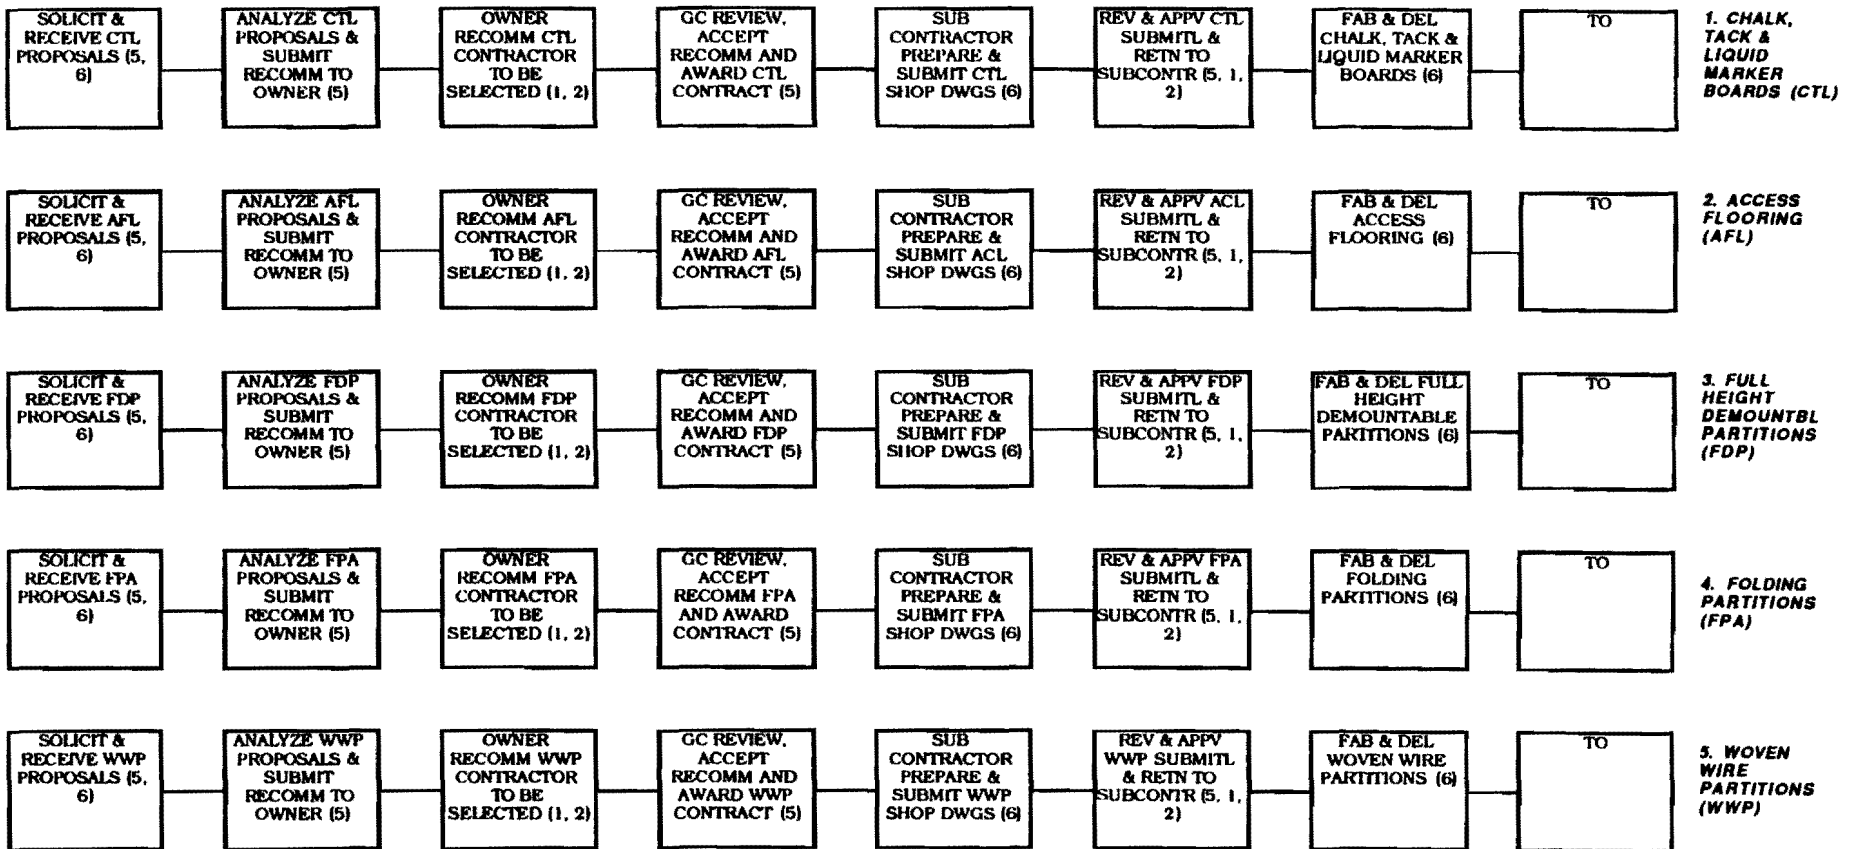 SOLICIT &
RECEIVE CTL
PROPOSALS (5,
6)
ANALYZE CTL
PROPOSALS &
SUBMIT
RECOMM TO
OWNER (5)
OWNER
RECOMM CTL
CONTRACTOR
TO BE
SELECTED (1, 2)
GC REVIEW,
ACCEPT
RECOMM AND
AWARD CTL
CONTRACT (5)
SUB
CONTRACTOR
PREPARE &
SUBMIT CTL
SHOP DWGS (6)
REV & APPV CTL
SUBMITL &
RETN TO
SUBCONTR (5, 1,
2)
FAB & DEL
CHALK, TACK &
LIQUID MARKER
BOARDS (6)
TO
1. CHALK,
TACK &
LIQUID
MARKER
BOARDS (CTL)
SOLICIT &
RECEIVE AFL
PROPOSALS (5,
6)
ANALYZE AFL
PROPOSALS &
SUBMIT
RECOMM TO
OWNER (5)
OWNER
RECOMM AFL
CONTRACTOR
TO BE
SELECTED (1, 2)
GC REVIEW,
ACCEPT
RECOMM AND
AWARD AFL
CONTRACT (5)
SUB
CONTRACTOR
PREPARE &
SUBMIT ACL
SHOP DWGS (6)
REV & APPV ACL
SUBMITL &
RETN TO
SUBCONTR (5, 1,
2)
FAB & DEL
ACCESS
FLOORING (6)
TO
2. ACCESS
FLOORING
(AFL)
SOLICIT &
RECEIVE FDP
PROPOSALS (5,
6)
ANALYZE FDP
PROPOSALS &
SUBMIT
RECOMM TO
OWNER (5)
OWNER
RECOMM FDP
CONTRACTOR
TO BE
SELECTED (1, 2)
GC REVIEW,
ACCEPT
RECOMM AND
AWARD FDP
CONTRACT (5)
SUB
CONTRACTOR
PREPARE &
SUBMIT FDP
SHOP DWGS (6)
REV & APPV FDP
SUBMITL &
RETN TO
SUBCONTR (5, 1,
2)
FAB & DEL FULL
HEIGHT
DEMOUNTABLE
PARTITIONS (6)
TO
3. FULL
HEIGHT
DEMOUNTBL
PARTITIONS
(FDP)
SOLICIT &
RECEIVE FPA
PROPOSALS (5,
6)
ANALYZE FPA
PROPOSALS &
SUBMIT
RECOMM TO
OWNER (5)
OWNER
RECOMM FPA
CONTRACTOR
TO BE
SELECTED (1, 2)
GC REVIEW,
ACCEPT
RECOMM FPA
AND AWARD
CONTRACT (5)
SUB
CONTRACTOR
PREPARE &
SUBMIT FPA
SHOP DWGS (6)
REV & APPV FPA
SUBMITL &
RETN TO
SUBCONTR (5, 1,
2)
FAB & DEL
FOLDING
PARTITIONS (6)
TO
4. FOLDING
PARTITIONS
(FPA)
SOLICIT &
RECEIVE WWP
PROPOSALS (5,
6)
ANALYZE WWP
PROPOSALS &
SUBMIT
RECOMM TO
OWNER (5)
OWNER
RECOMM WWP
CONTRACTOR
TO BE
SELECTED (1, 2)
GC REVIEW,
ACCEPT
RECOMM AND
AWARD WWP
CONTRACT (5)
SUB
CONTRACTOR
PREPARE &
SUBMIT WWP
SHOP DWGS (6)
REV & APPV
WWP SUBMITL
& RETN TO
SUBCONTR (5, 1,
2)
FAB & DEL
WOVEN WIRE
PARTITIONS (6)
TO
5. WOVEN
WIRE
PARTITIONS
(WWP)